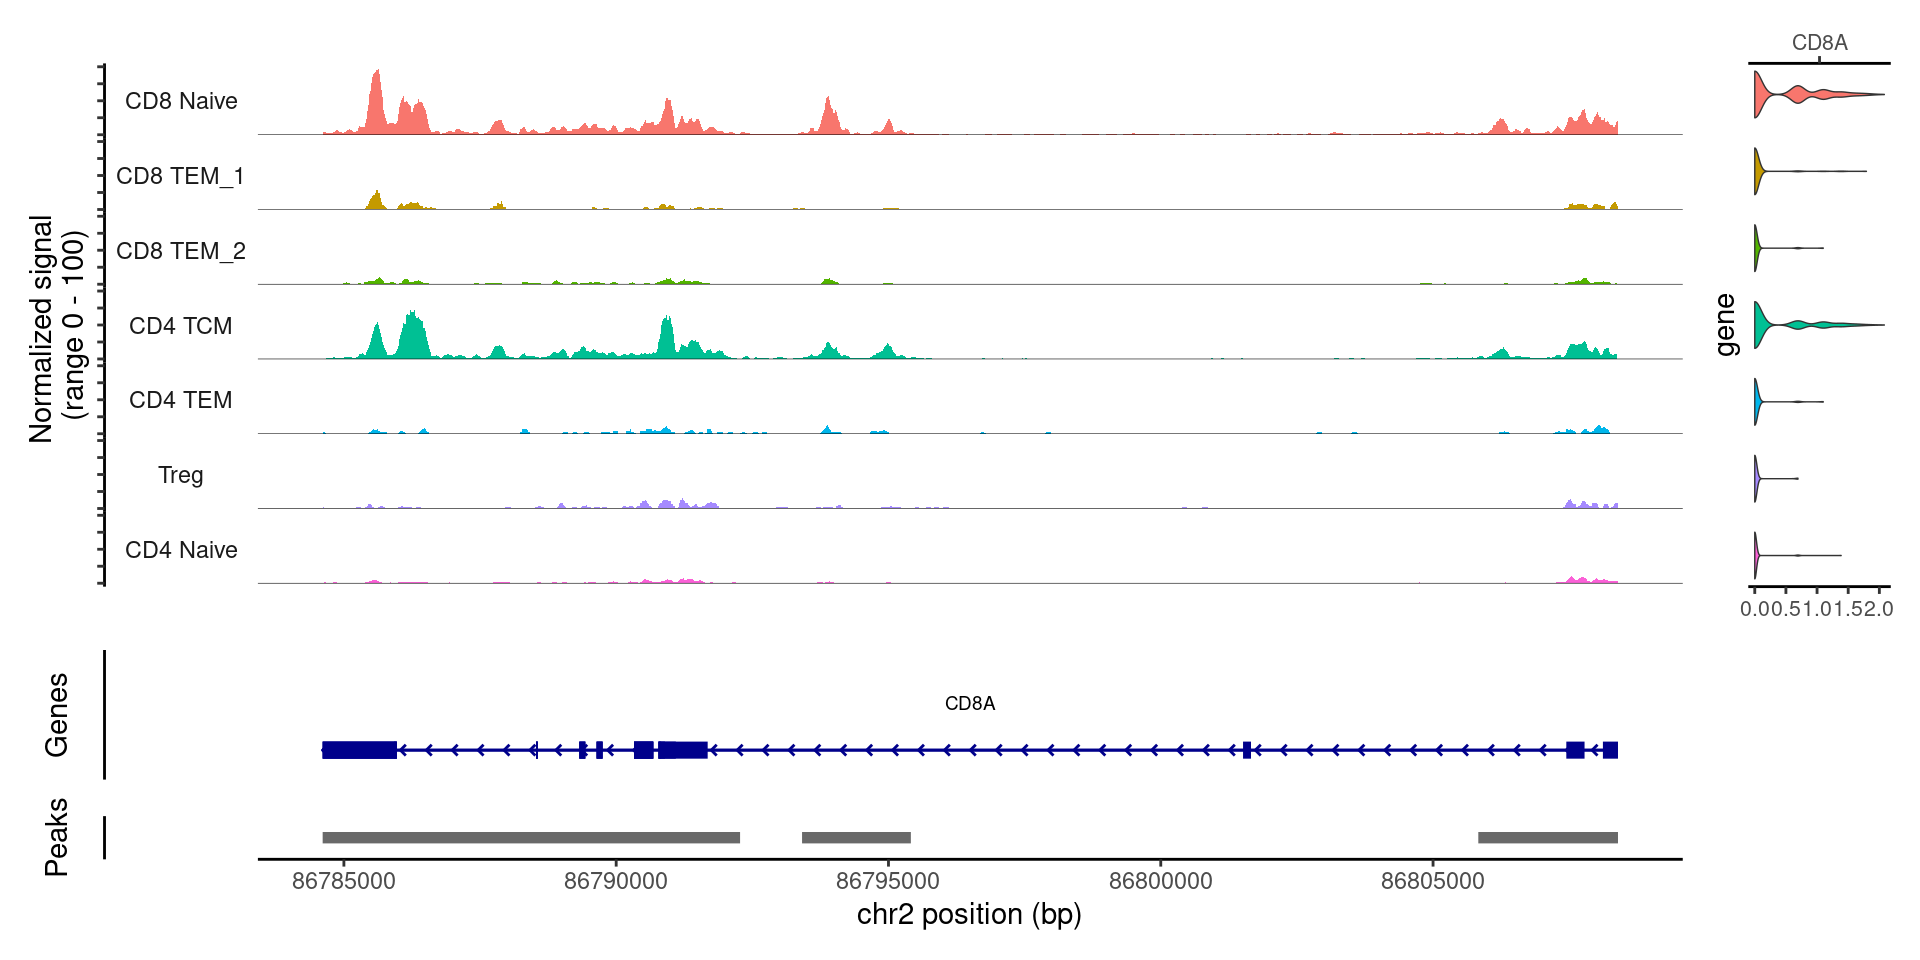 CD8A
CD8 Naive
CD8 TEM_1
CD8 TEM_2
CD4 TCM
CD4 TEM
Treg
CD4 Naive
Normalized signal
(range 0 - 100)
gene
0.00.51.01.52.0
Genes
CD8A
Peaks
86785000 86790000 86795000 86800000 86805000
chr2 position (bp)